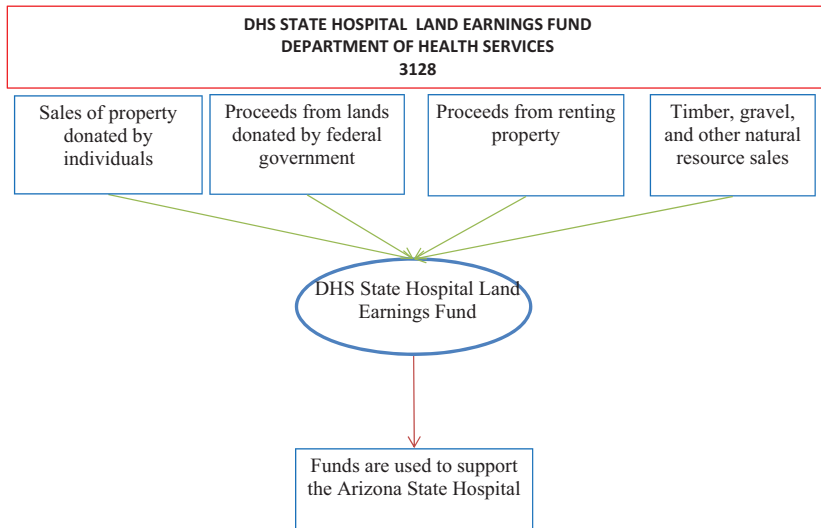 DHS STATE HOSPITAL LAND EARNINGS FUND
DEPARTMENT OF HEALTH SERVICES
3128
Sales of property
donated by
individuals
Proceeds from lands
donated by federal
government
Proceeds from renting
property
Timber, gravel,
and other natural
resource sales
DHS State Hospital Land
Earnings Fund
Funds are used to support
the Arizona State Hospital